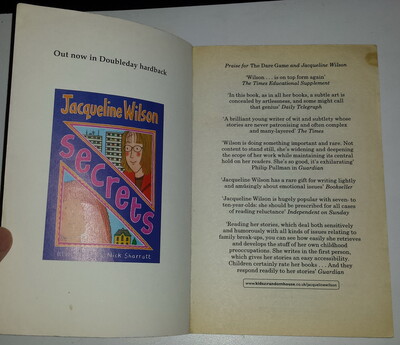 Out now in Doubleday hardback
Jacqueline Wilson
secrets
Nick Sharratt
Praise for The Dare Game and Jacqueline Wilson
'Wilson . . . is on top form again'
The Times Educational Supplement
'In this book, as in all her books, a subtle art is
concealed by artlessness, and some might call
that genius' Daily Telegraph
'A brilliant young writer of wit and subtlety whose
stories are never patronising and often complex
and many-layered' The Times
'Wilson is doing something important and rare. Not
content to stand still, she's widening and deepening
the scope of her work while maintaining its central
hold on her readers. She's so good, it's exhilarating'
Philip Pullman in Guardian
'Jacqueline Wilson has a rare gift for writing lightly
and amusingly about emotional issues' Bookseller
'Jacqueline Wilson is hugely popular with seven- to
ten-year-olds: she should be prescribed for all cases
of reading reluctance' Independent on Sunday
'Reading her stories, which deal both sensitively
and humorously with all kinds of issues relating to
family break-ups, you can see how easily she retrieves
and develops the stuff of her own childhood
preoccupations. She writes in the first person,
which gives her stories an easy accessibility.
Children certainly rate her books . . . And they
respond readily to her stories' Guardian
www.kidsatrandomhouse.co.uk/jacquelinewilson